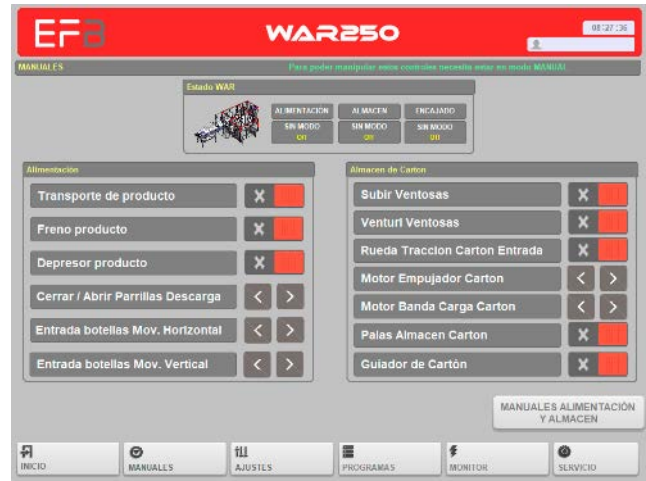 EFB
WAR250
08:27:36
MANUALES
Para poder manipular estos controles necesita estar en modo MANUAL
Estado WAR
ALIMENTACIÓN ALMACEN ENCAJADO
SIN MODO SIN MODO SIN MODO
Off Off Off
Alimentación
Transporte de producto
Freno producto
Depresor producto
Cerrar / Abrir Parrillas Descarga
Entrada botellas Mov. Horizontal
Entrada botellas Mov. Vertical
Almacen de Carton
Subir Ventosas
Venturi Ventosas
Rueda Traccion Carton Entrada
Motor Empujador Carton
Motor Banda Carga Carton
Palas Almacen Carton
Guiador de Cartón
MANUALES ALIMENTACIÓN
Y ALMACEN
INICIO
MANUALES
AJUSTES
PROGRAMAS
MONITOR
SERVICIO